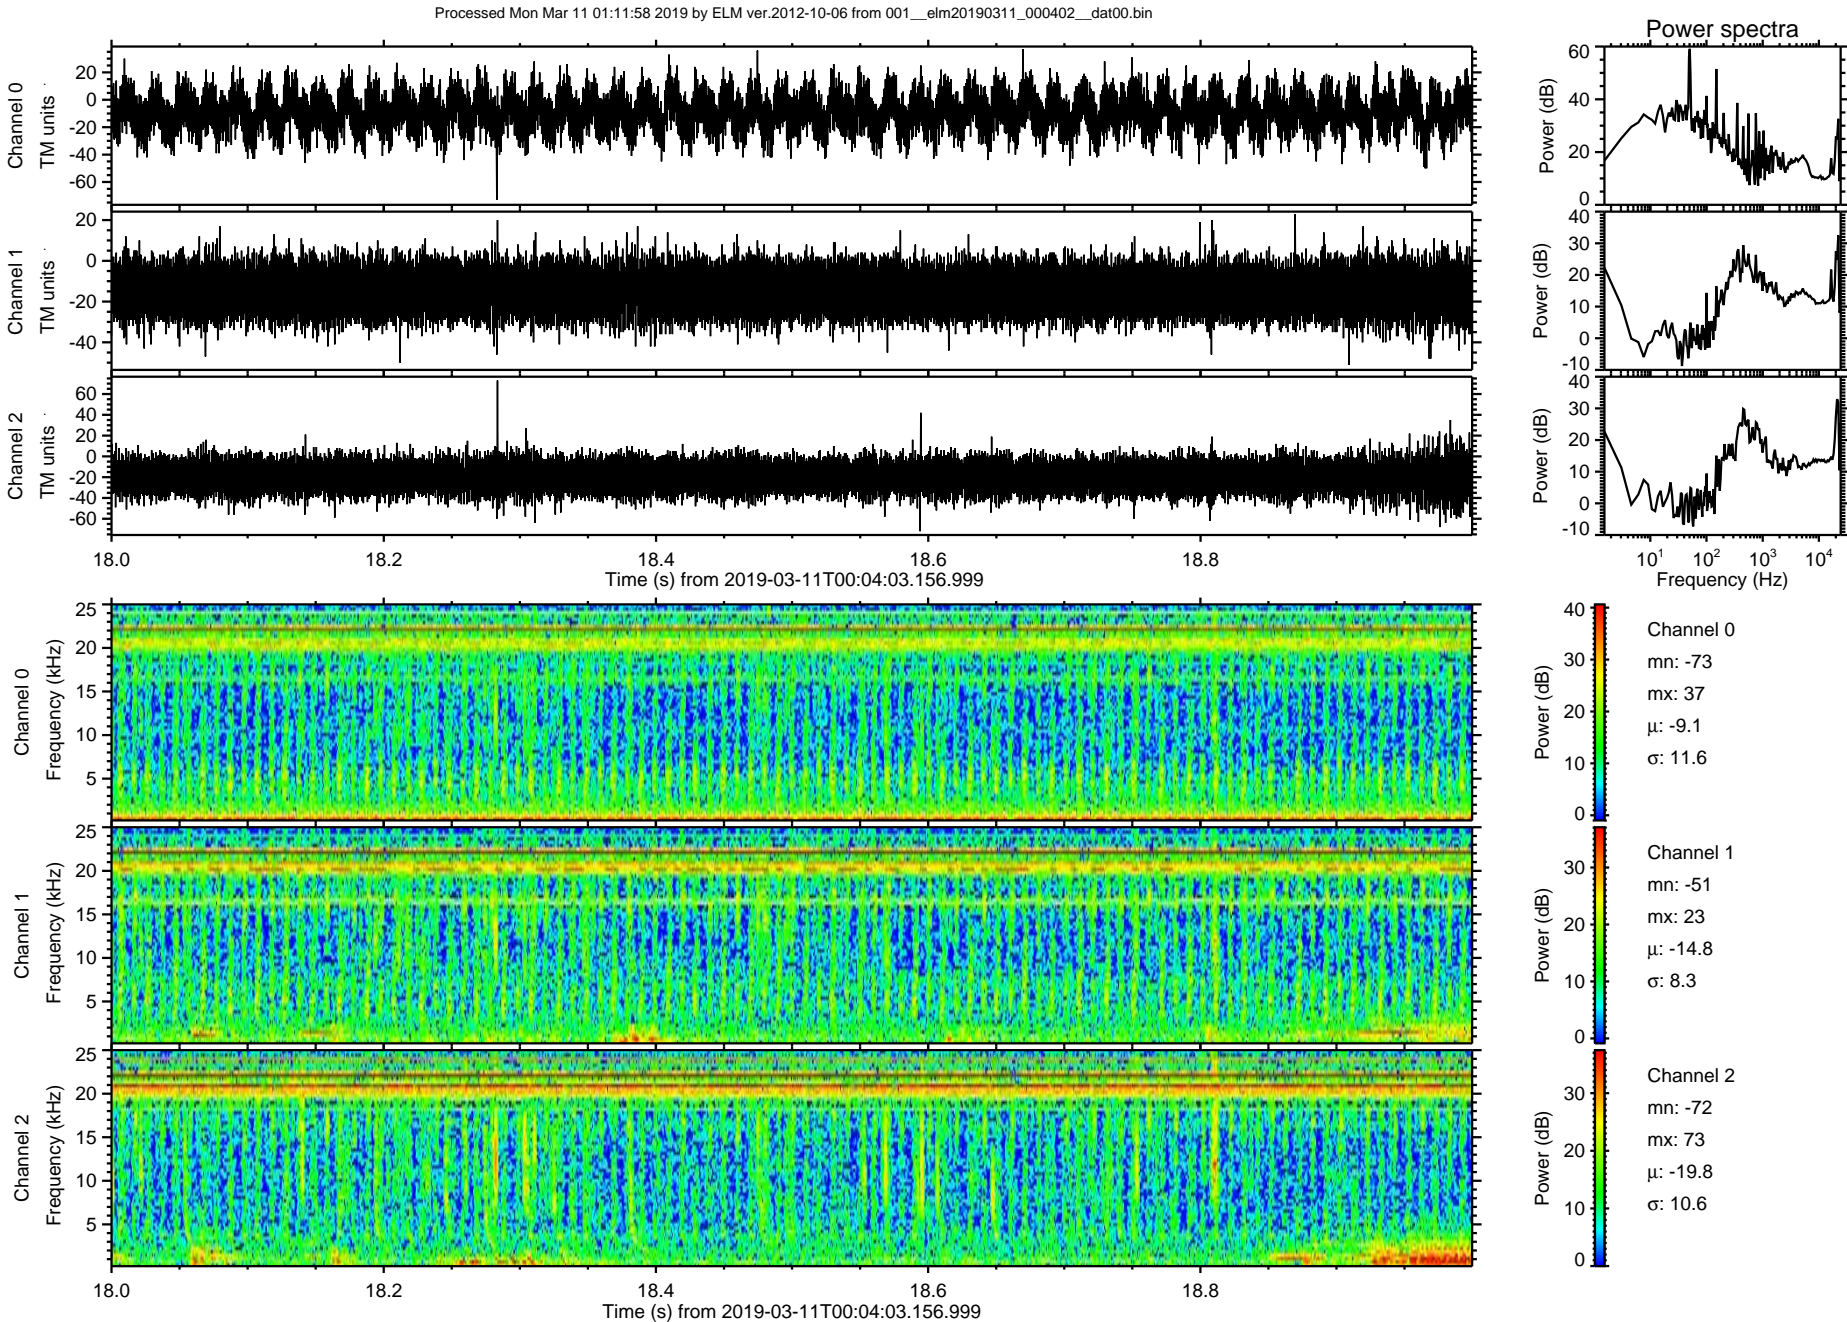 Processed Mon Mar 11 01:11:58 2019 by ELM ver.2012-10-06 from 001__elm20190311_000402__dat00.bin
Power spectra
Channel 0
TM units
20
0
-20
-40
-60
Power (dB)
60
40
20
0
Channel 1
TM units
20
0
-20
-40
Power (dB)
40
30
20
10
0
-10
Channel 2
TM units
60
40
20
0
-20
-40
-60
Power (dB)
40
30
20
10
0
-10
18.0 18.2 18.4 18.6 18.8
Time (s) from 2019-03-11T00:04:03.156.999
10^1 10^2 10^3 10^4
Frequency (Hz)
Channel 0
Frequency (kHz)
25
20
15
10
5
Power (dB)
40
30
20
10
0
Channel 0
mn: -73
mx: 37
μ: -9.1
σ: 11.6
Channel 1
Frequency (kHz)
25
20
15
10
5
Power (dB)
30
20
10
0
Channel 1
mn: -51
mx: 23
μ: -14.8
σ: 8.3
Channel 2
Frequency (kHz)
25
20
15
10
5
Power (dB)
30
20
10
0
Channel 2
mn: -72
mx: 73
μ: -19.8
σ: 10.6
18.0 18.2 18.4 18.6 18.8
Time (s) from 2019-03-11T00:04:03.156.999